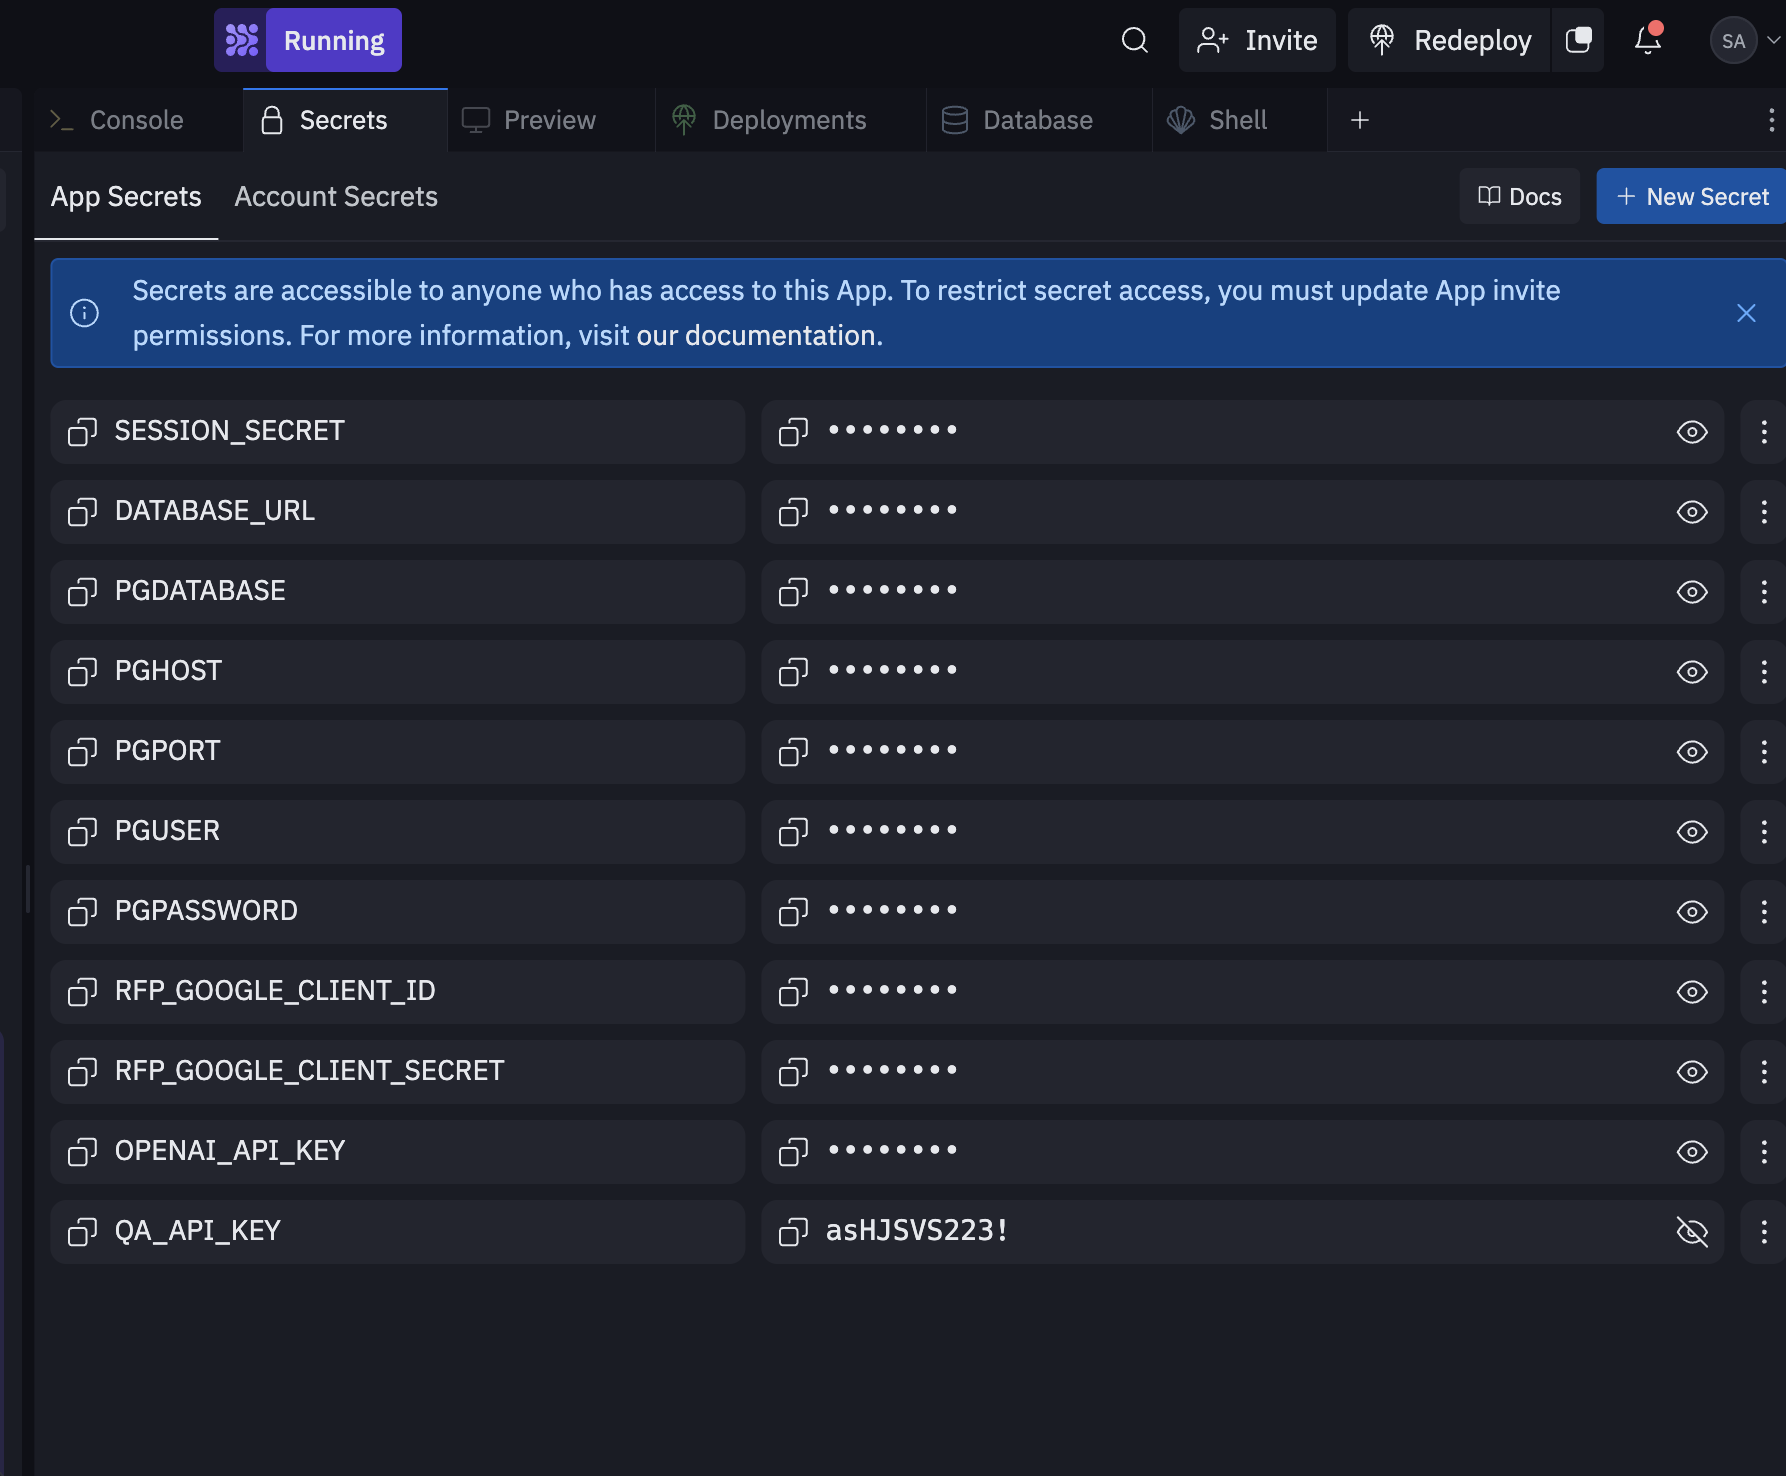 Running
Invite
Redeploy
SA
Console
Secrets
Preview
Deployments
Database
Shell
App Secrets
Account Secrets
Docs
New Secret
Secrets are accessible to anyone who has access to this App. To restrict secret access, you must update App invite
permissions. For more information, visit our documentation.
SESSION_SECRET ••••••••
DATABASE_URL ••••••••
PGDATABASE ••••••••
PGHOST ••••••••
PGPORT ••••••••
PGUSER ••••••••
PGPASSWORD ••••••••
RFP_GOOGLE_CLIENT_ID ••••••••
RFP_GOOGLE_CLIENT_SECRET ••••••••
OPENAI_API_KEY ••••••••
QA_API_KEY asHJSVS223!